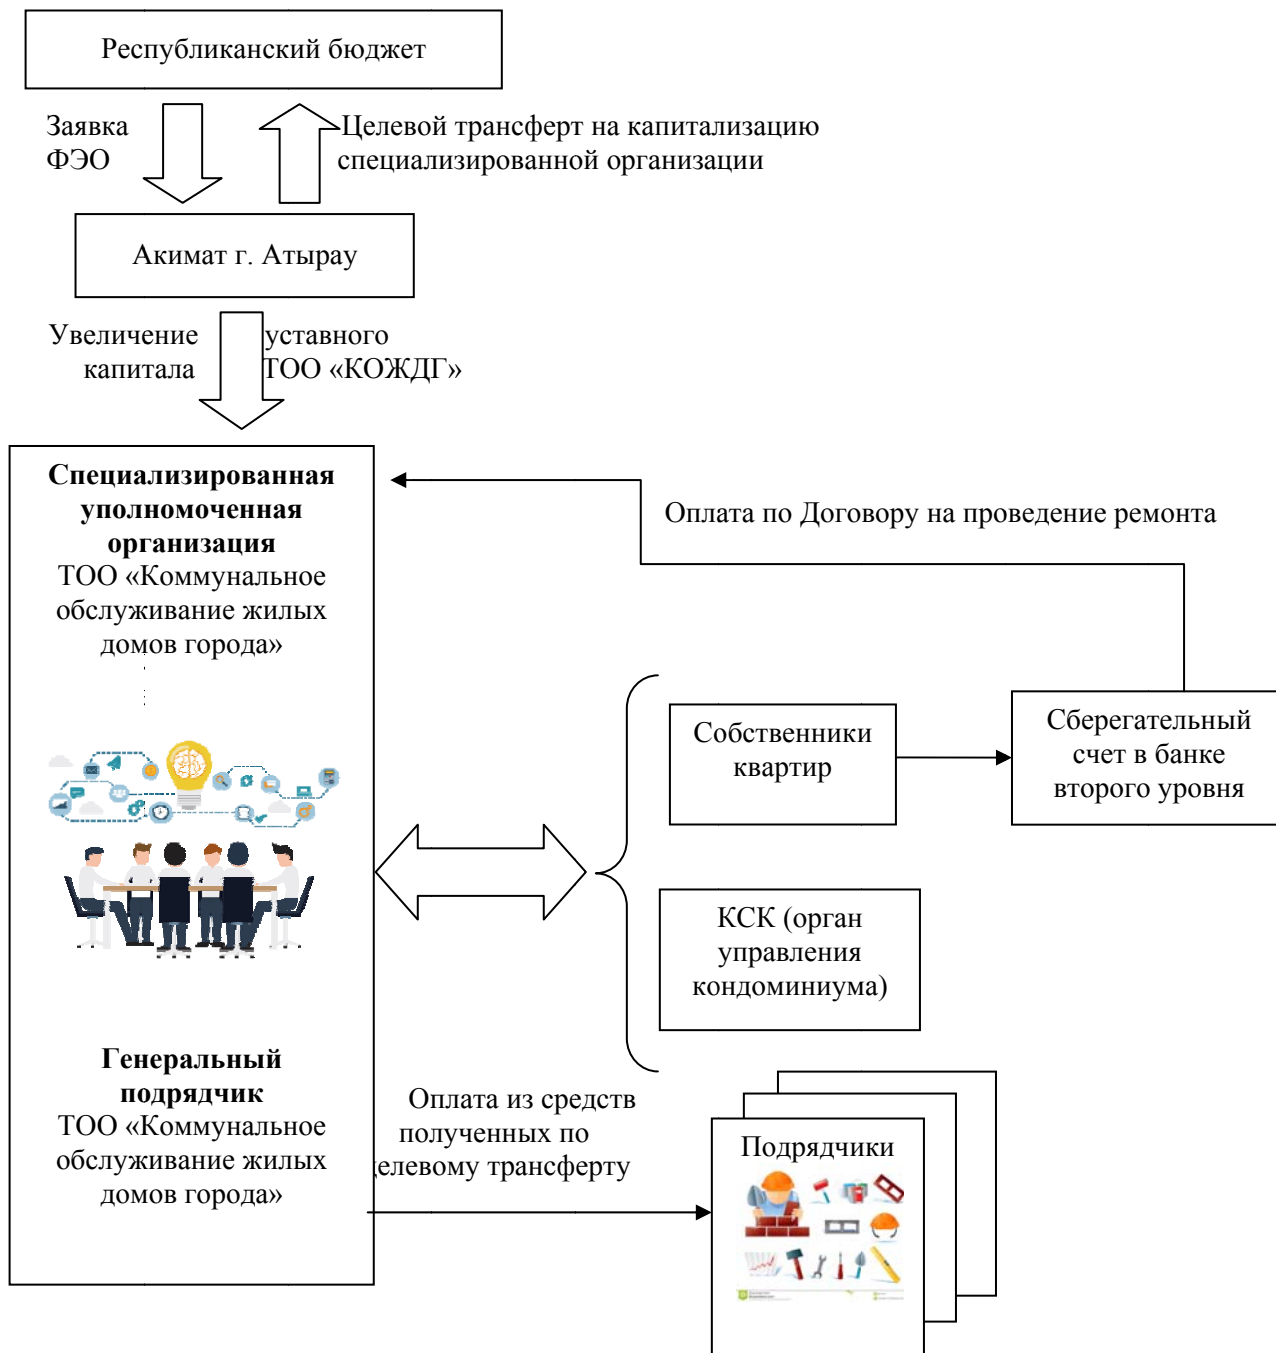 Республиканский бюджет
Заявка
ФЭО
Целевой трансферт на капитализацию
специализированной организации
Акимат г. Атырау
Увеличение уставного
капитала ТОО «КОЖДГ»
Специализированная
уполномоченная
организация
ТОО «Коммунальное
обслуживание жилых
домов города»
Оплата по Договору на проведение ремонта
Собственники
квартир
Сберегательный
счет в банке
второго уровня
КСК (орган
управления
кондоминиума)
Генеральный
подрядчик
ТОО «Коммунальное
обслуживание жилых
домов города»
Оплата из средств
полученных по
целевому трансферту
Подрядчики